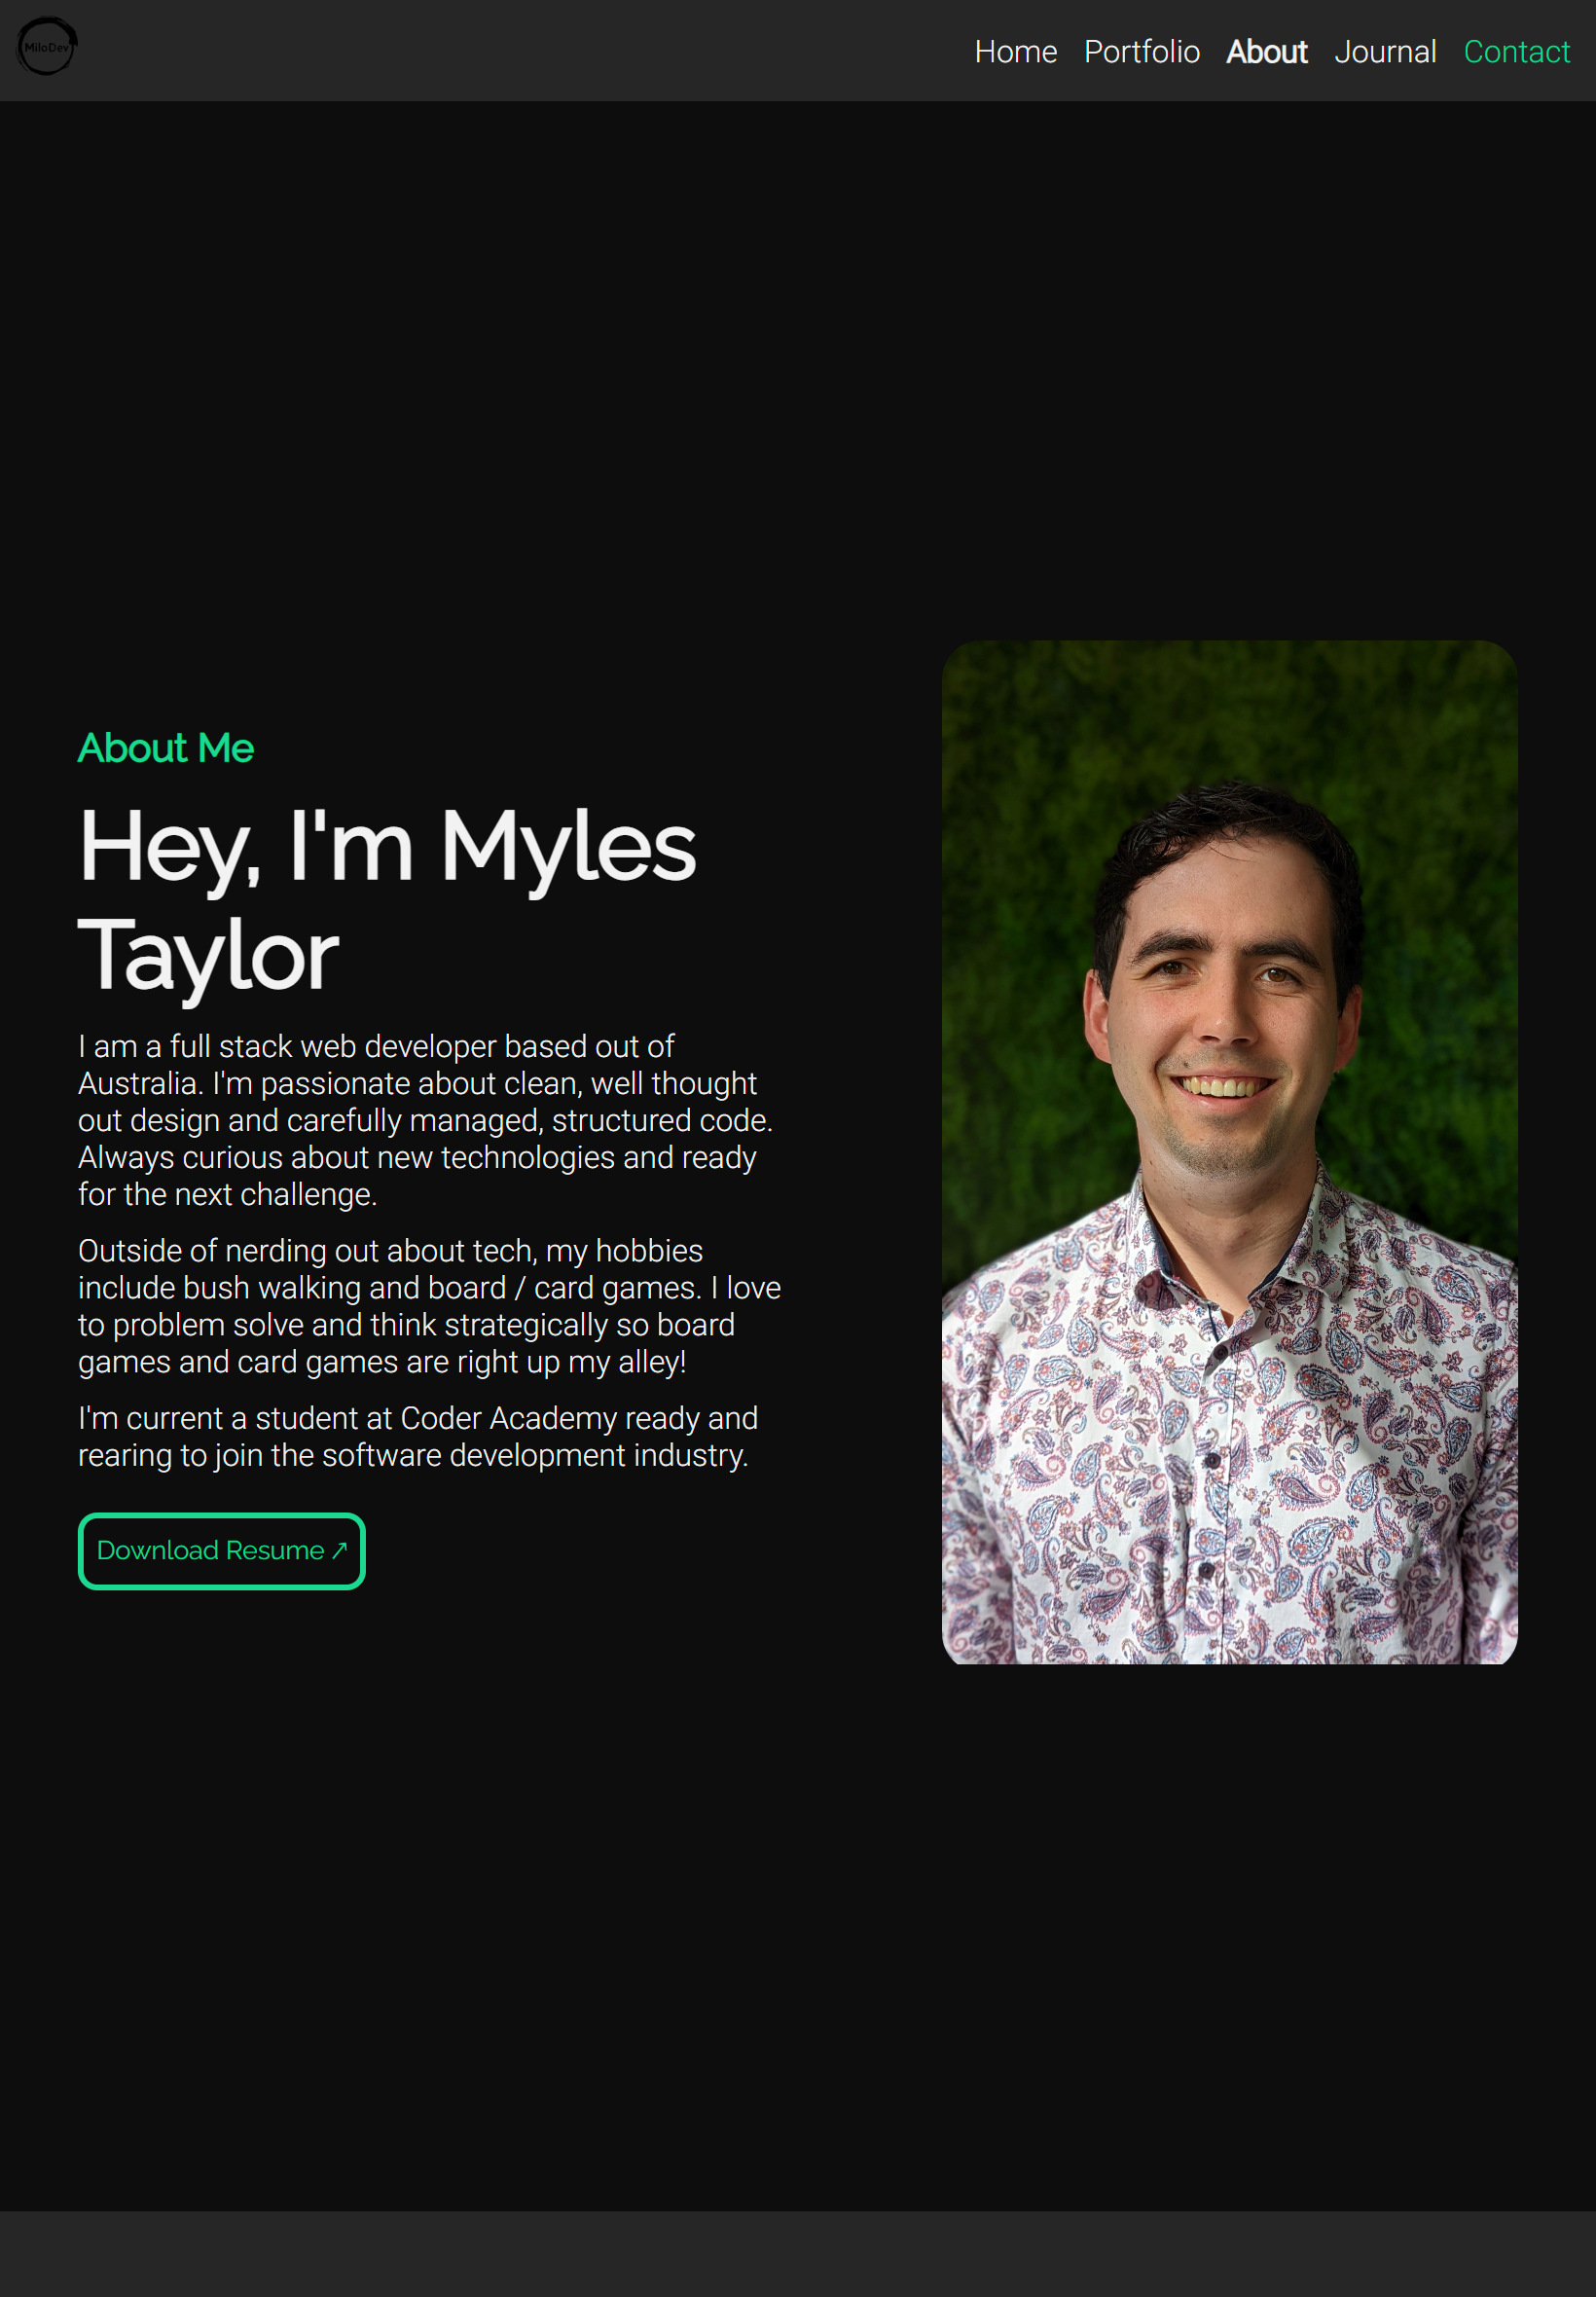 MiloDev
Home Portfolio About Journal Contact
About Me
Hey, I'm Myles
Taylor
I am a full stack web developer based out of
Australia. I'm passionate about clean, well thought
out design and carefully managed, structured code.
Always curious about new technologies and ready
for the next challenge.
Outside of nerding out about tech, my hobbies
include bush walking and board / card games. I love
to problem solve and think strategically so board
games and card games are right up my alley!
I'm current a student at Coder Academy ready and
rearing to join the software development industry.
Download Resume ↗